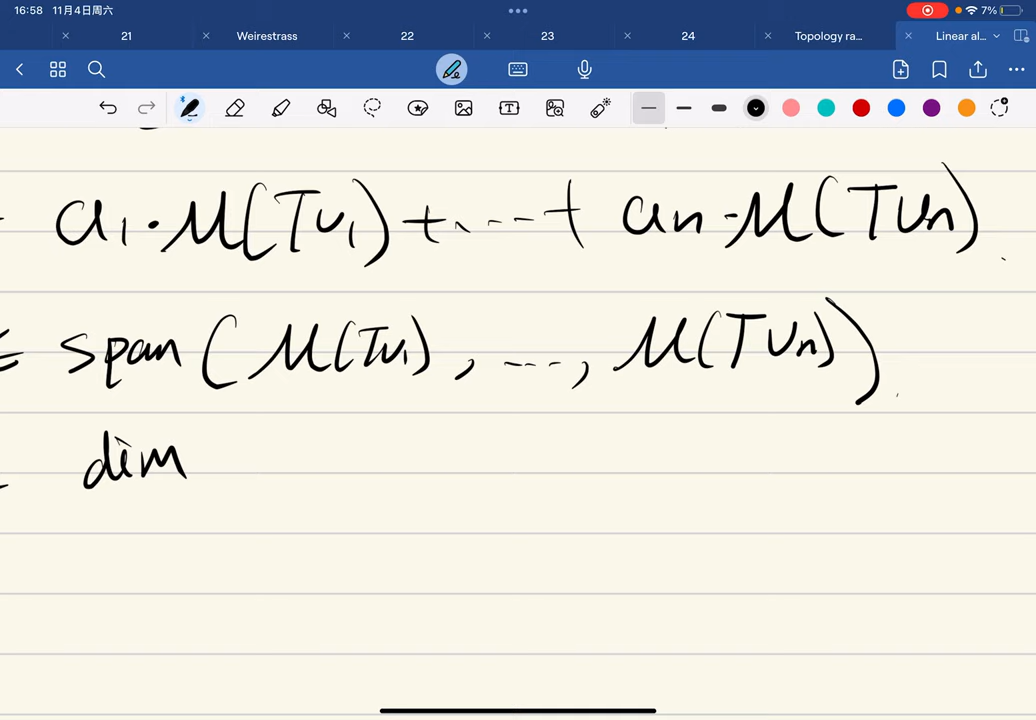 16:58 11月4日周六
7%
21 Weirestrass 22 23 24 Topology ra... Linear al...
a₁·M(Tv₁)+...+ aₙ·M(Tvₙ).
span(M(Tv₁), ..., M(Tvₙ)).
dim